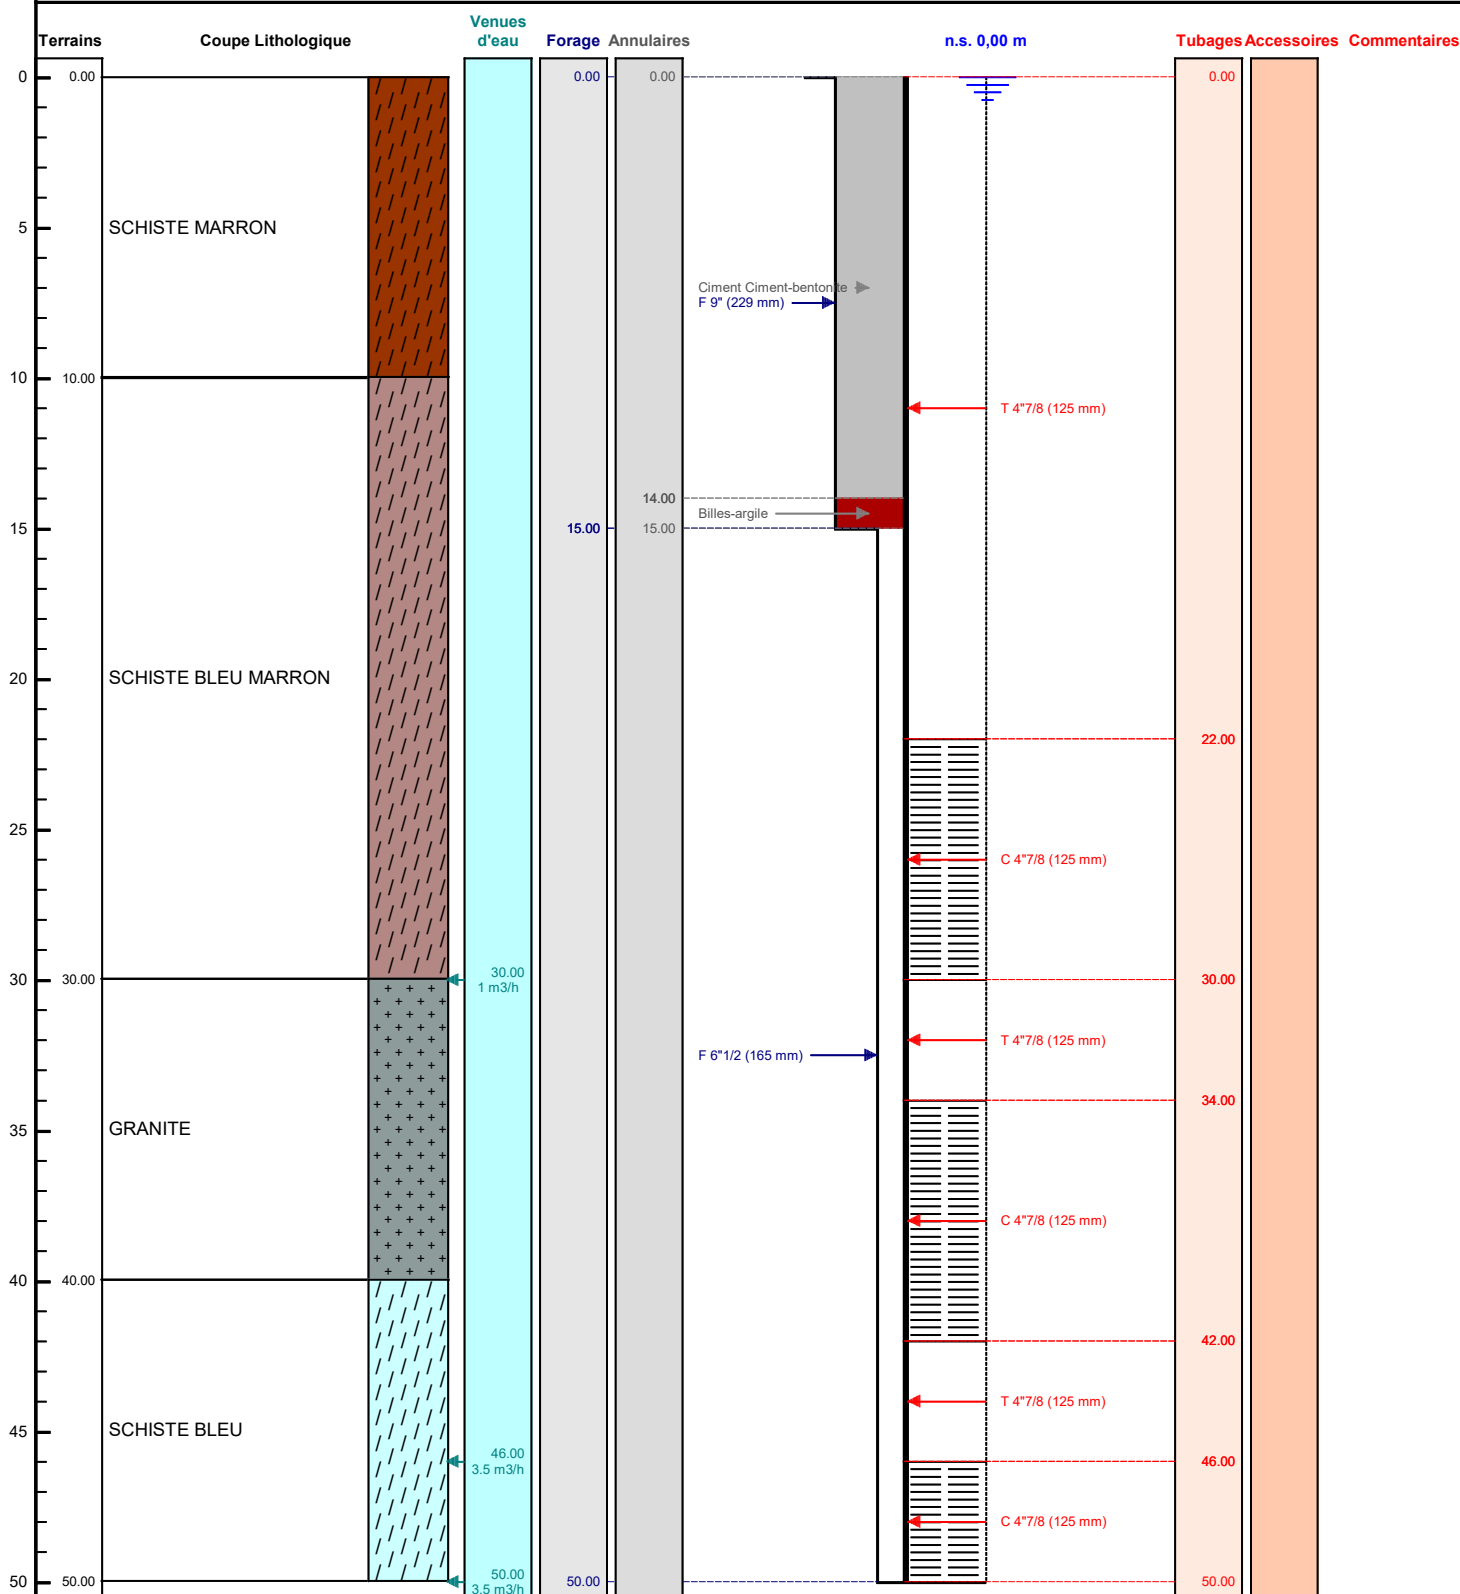 Venues
Terrains Coupe Lithologique d'eau Forage Annulaires n.s. 0,00 m Tubages Accessoires Commentaires
0 0.00 0.00 0.00 0.00
5 SCHISTE MARRON
Ciment Ciment-bentonite
F 9" (229 mm)
10 10.00
T 4"7/8 (125 mm)
14.00
Billes-argile
15 15.00 15.00
20 SCHISTE BLEU MARRON
22.00
25
C 4"7/8 (125 mm)
30.00
30 30.00 30.00
1 m3/h
T 4"7/8 (125 mm)
F 6"1/2 (165 mm)
34.00
35 GRANITE
C 4"7/8 (125 mm)
40 40.00
42.00
T 4"7/8 (125 mm)
45 SCHISTE BLEU
46.00 46.00
3.5 m3/h
C 4"7/8 (125 mm)
50.00
50 50.00 50.00 50.00
3.5 m3/h